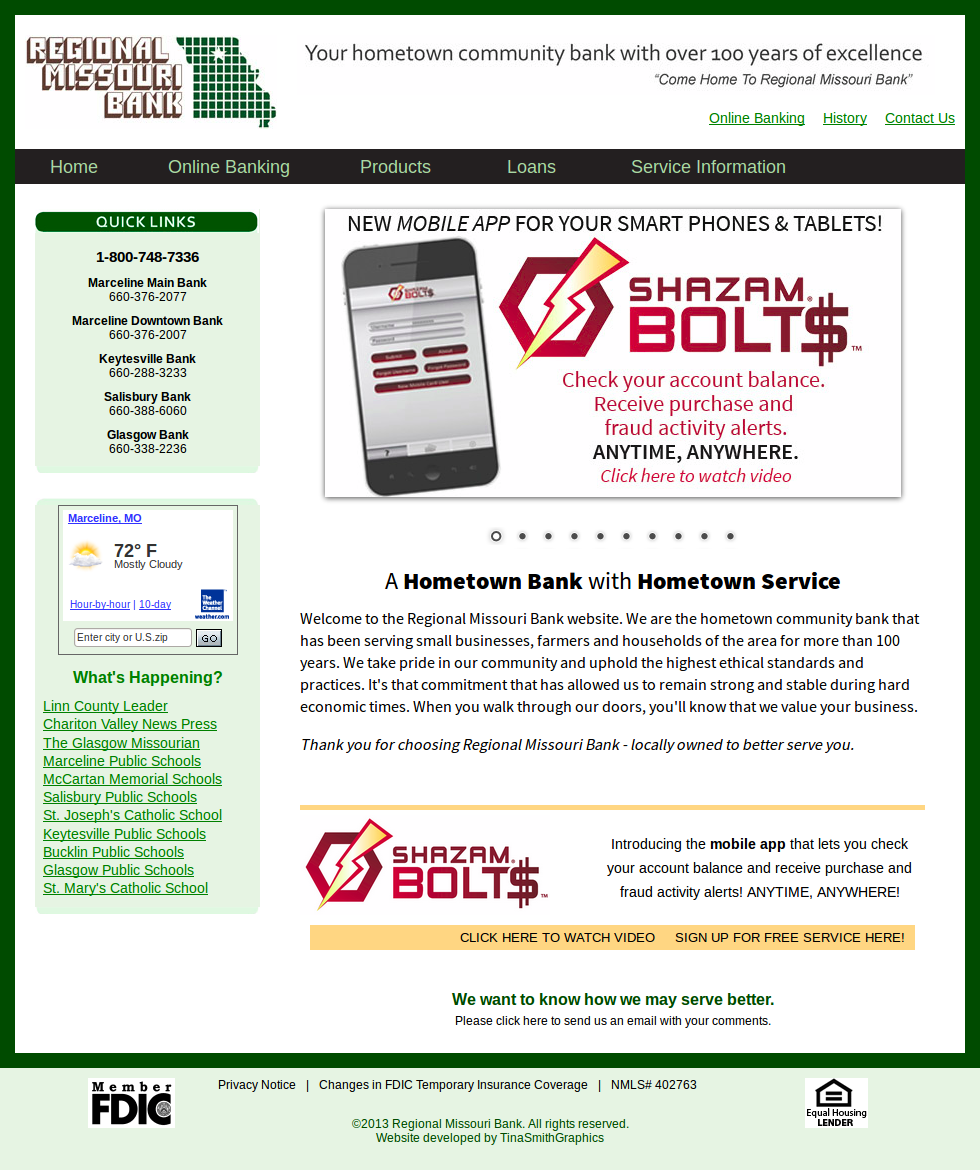 REGIONAL
MISSOURI
BANK
Your hometown community bank with over 100 years of excellence
“Come Home To Regional Missouri Bank”
Online Banking History Contact Us
Home Online Banking Products Loans Service Information
QUICK LINKS
1-800-748-7336
Marceline Main Bank
660-376-2077
Marceline Downtown Bank
660-376-2007
Keytesville Bank
660-288-3233
Salisbury Bank
660-388-6060
Glasgow Bank
660-338-2236
NEW MOBILE APP FOR YOUR SMART PHONES & TABLETS!
SHAZAM
BOLT$
Username
Password
Submit About
Forgot Username Forgot Password
New Mobile Card User
SHAZAM®
BOLT$™
Check your account balance.
Receive purchase and
fraud activity alerts.
ANYTIME, ANYWHERE.
Click here to watch video
Marceline, MO
72° F
Mostly Cloudy
Hour-by-hour | 10-day
The
Weather
Channel
weather.com
Enter city or U.S.zip GO
What's Happening?
Linn County Leader
Chariton Valley News Press
The Glasgow Missourian
Marceline Public Schools
McCartan Memorial Schools
Salisbury Public Schools
St. Joseph's Catholic School
Keytesville Public Schools
Bucklin Public Schools
Glasgow Public Schools
St. Mary's Catholic School
A Hometown Bank with Hometown Service
Welcome to the Regional Missouri Bank website. We are the hometown community bank that
has been serving small businesses, farmers and households of the area for more than 100
years. We take pride in our community and uphold the highest ethical standards and
practices. It's that commitment that has allowed us to remain strong and stable during hard
economic times. When you walk through our doors, you'll know that we value your business.
Thank you for choosing Regional Missouri Bank - locally owned to better serve you.
SHAZAM®
BOLT$™
Introducing the mobile app that lets you check
your account balance and receive purchase and
fraud activity alerts! ANYTIME, ANYWHERE!
CLICK HERE TO WATCH VIDEO SIGN UP FOR FREE SERVICE HERE!
We want to know how we may serve better.
Please click here to send us an email with your comments.
Member
FDIC
Privacy Notice | Changes in FDIC Temporary Insurance Coverage | NMLS# 402763
©2013 Regional Missouri Bank. All rights reserved.
Website developed by TinaSmithGraphics
Equal Housing
LENDER